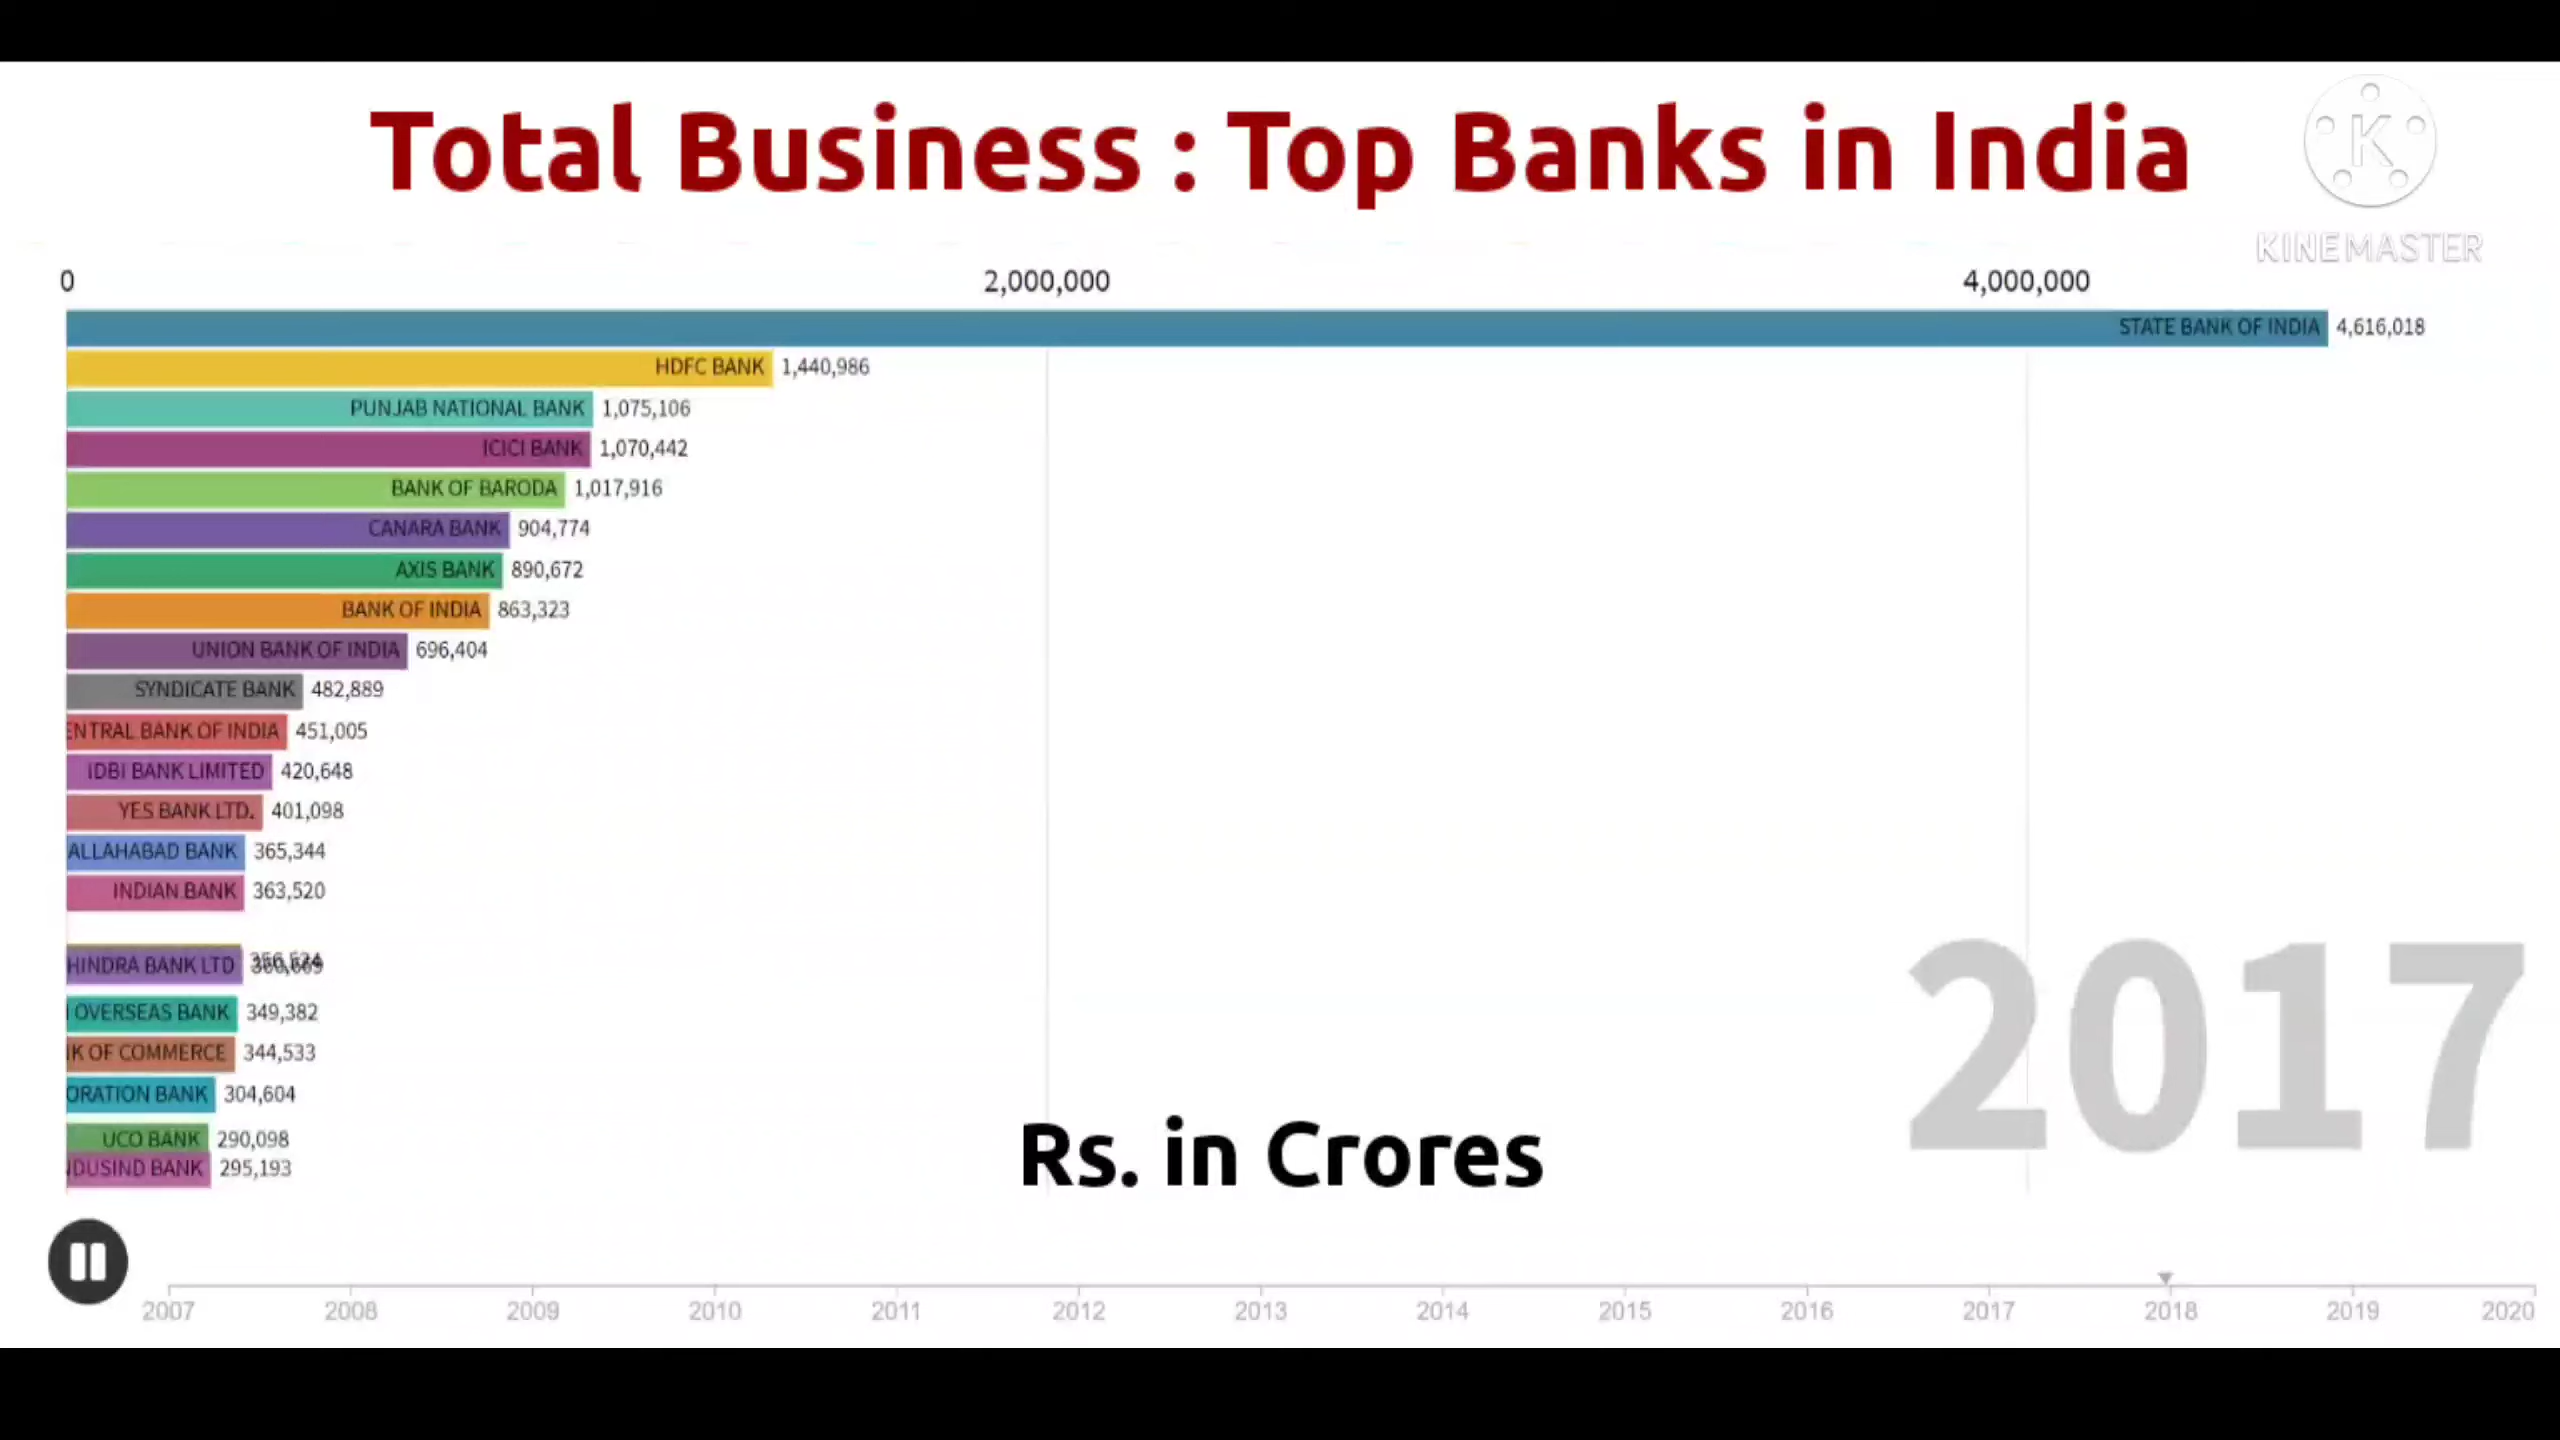 Total Business : Top Banks in India
K
KINEMASTER
0 2,000,000 4,000,000
STATE BANK OF INDIA 4,616,018
HDFC BANK 1,440,986
PUNJAB NATIONAL BANK 1,075,106
ICICI BANK 1,070,442
BANK OF BARODA 1,017,916
CANARA BANK 904,774
AXIS BANK 890,672
BANK OF INDIA 863,323
UNION BANK OF INDIA 696,404
SYNDICATE BANK 482,889
ENTRAL BANK OF INDIA 451,005
IDBI BANK LIMITED 420,648
YES BANK LTD. 401,098
ALLAHABAD BANK 365,344
INDIAN BANK 363,520
HINDRA BANK LTD
OVERSEAS BANK 349,382
K OF COMMERCE 344,533
ORATION BANK 304,604
UCO BANK 290,098
NDUSIND BANK 295,193
2017
Rs. in Crores
2007 2008 2009 2010 2011 2012 2013 2014 2015 2016 2017 2018 2019 2020